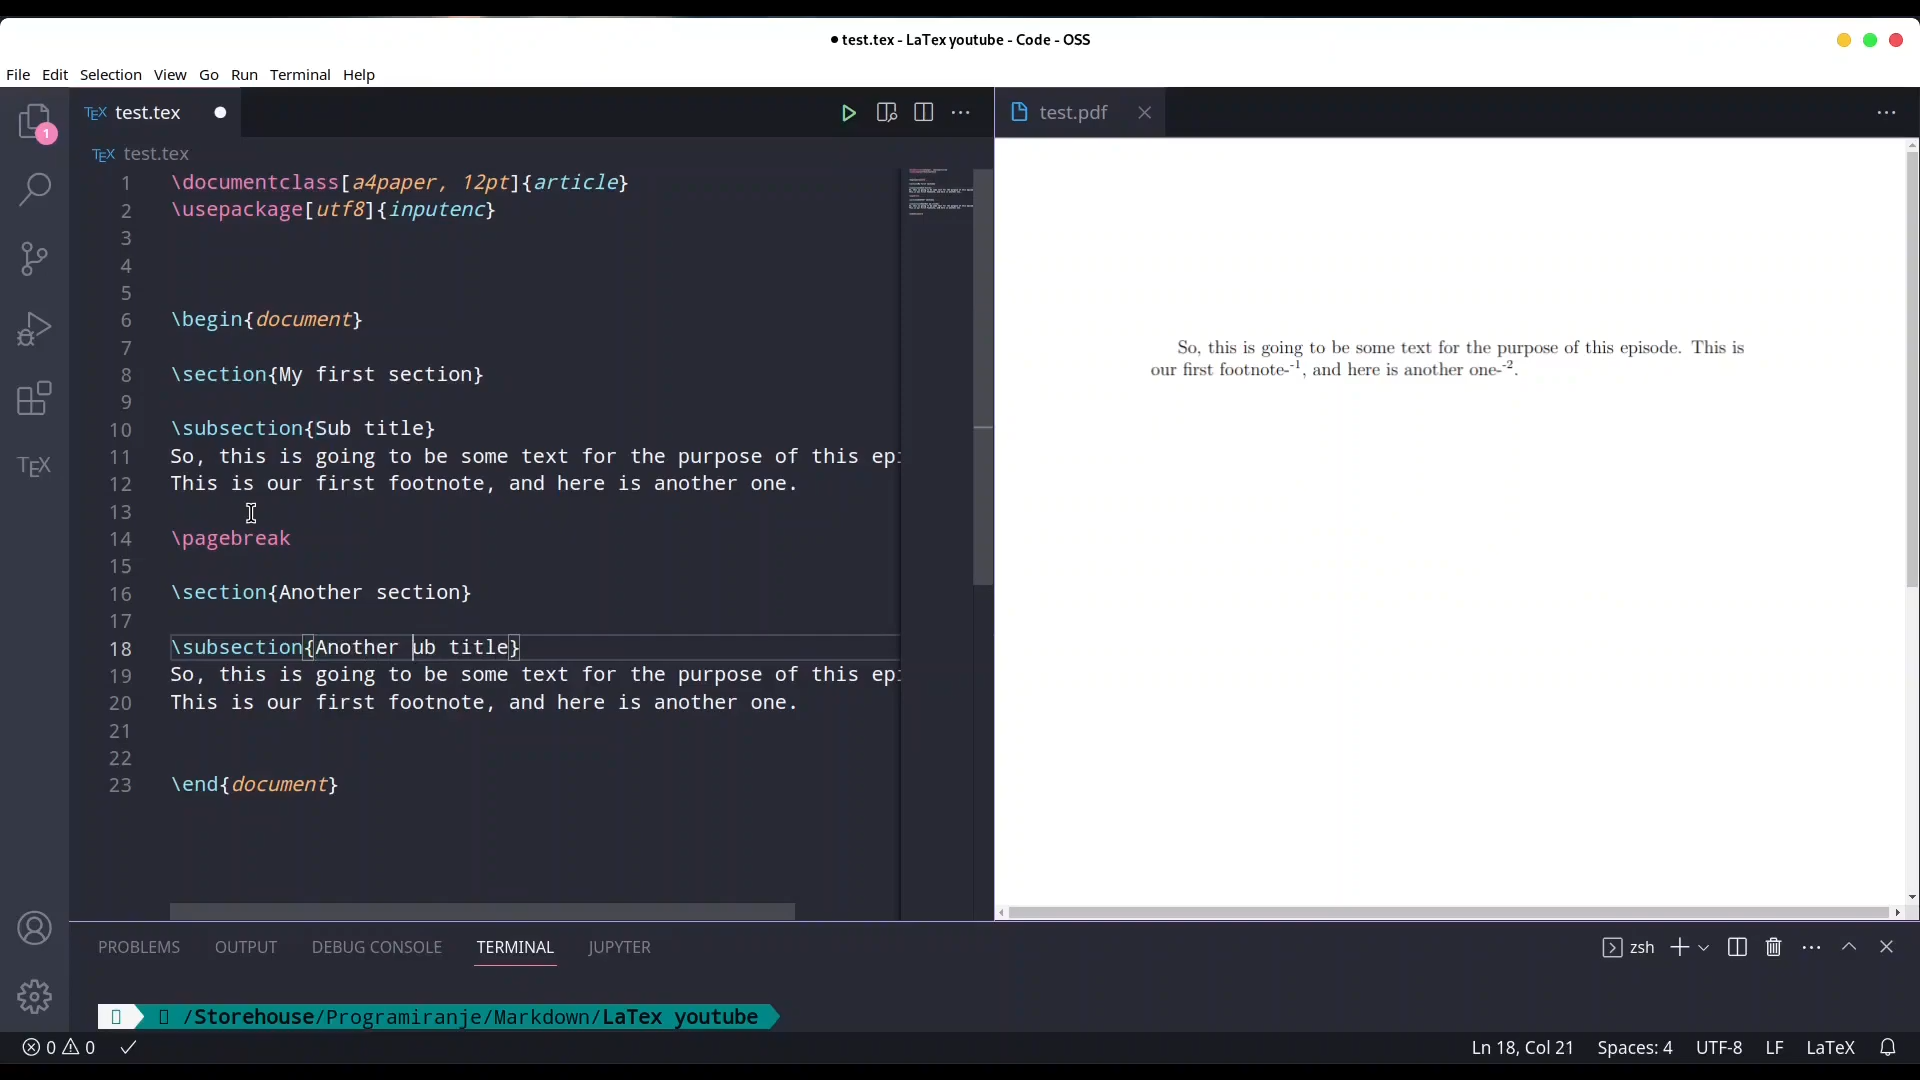 ● test.tex - LaTex youtube - Code - OSS
File Edit Selection View Go Run Terminal Help
TEX test.tex
test.pdf
1
TEX test.tex
1 \documentclass[a4paper, 12pt]{article}
2 \usepackage[utf8]{inputenc}
3
4
5
6 \begin{document}
7
8 \section{My first section}
9
10 \subsection{Sub title}
11 So, this is going to be some text for the purpose of this epi
12 This is our first footnote, and here is another one.
13
14 \pagebreak
15
16 \section{Another section}
17
18 \subsection{Another ub title}
19 So, this is going to be some text for the purpose of this epi
20 This is our first footnote, and here is another one.
21
22
23 \end{document}
TEX
So, this is going to be some text for the purpose of this episode. This is
our first footnote-⁻¹, and here is another one-⁻².
PROBLEMS OUTPUT DEBUG CONSOLE TERMINAL JUPYTER
zsh
/Storehouse/Programiranje/Markdown/LaTex youtube
0 0
Ln 18, Col 21 Spaces: 4 UTF-8 LF LaTeX